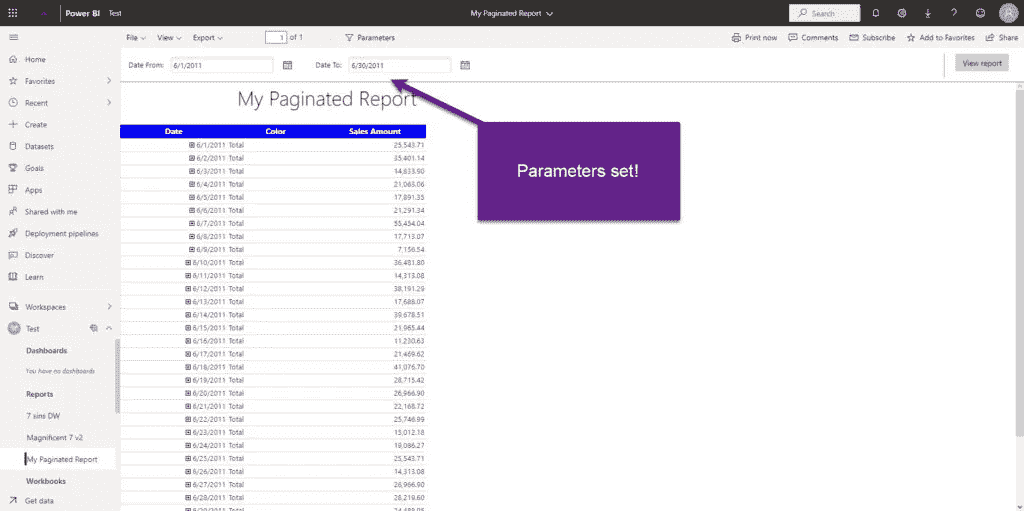 Power BI Test My Paginated Report Search
File View Export 1 of 1 Parameters Print now Comments Subscribe Add to Favorites Share
Date From: 6/1/2011 Date To: 6/30/2011 View report
Home
Favorites
Recent
Create
Datasets
Goals
Apps
Shared with me
Deployment pipelines
Discover
Learn
Workspaces
Test
Dashboards
You have no dashboards
Reports
7 sins DW
Magnificent 7 v2
My Paginated Report
Workbooks
Get data
My Paginated Report
Date Color Sales Amount
6/1/2011 Total 25,543.71
6/2/2011 Total 35,401.14
6/3/2011 Total 14,633.90
6/4/2011 Total 21,063.06
6/5/2011 Total 17,891.35
6/6/2011 Total 21,291.34
6/7/2011 Total 55,454.04
6/8/2011 Total 17,713.07
6/9/2011 Total 7,156.54
6/10/2011 Total 36,481.80
6/11/2011 Total 14,313.08
6/12/2011 Total 38,191.29
6/13/2011 Total 17,688.07
6/14/2011 Total 39,678.51
6/15/2011 Total 21,965.44
6/16/2011 Total 11,230.63
6/17/2011 Total 21,469.62
6/18/2011 Total 41,076.70
6/19/2011 Total 28,715.42
6/20/2011 Total 26,966.90
6/21/2011 Total 22,168.72
6/22/2011 Total 25,746.99
6/23/2011 Total 15,012.18
6/24/2011 Total 19,086.27
6/25/2011 Total 25,543.71
6/26/2011 Total 14,313.08
6/27/2011 Total 26,966.90
6/28/2011 Total 28,219.60
Parameters set!